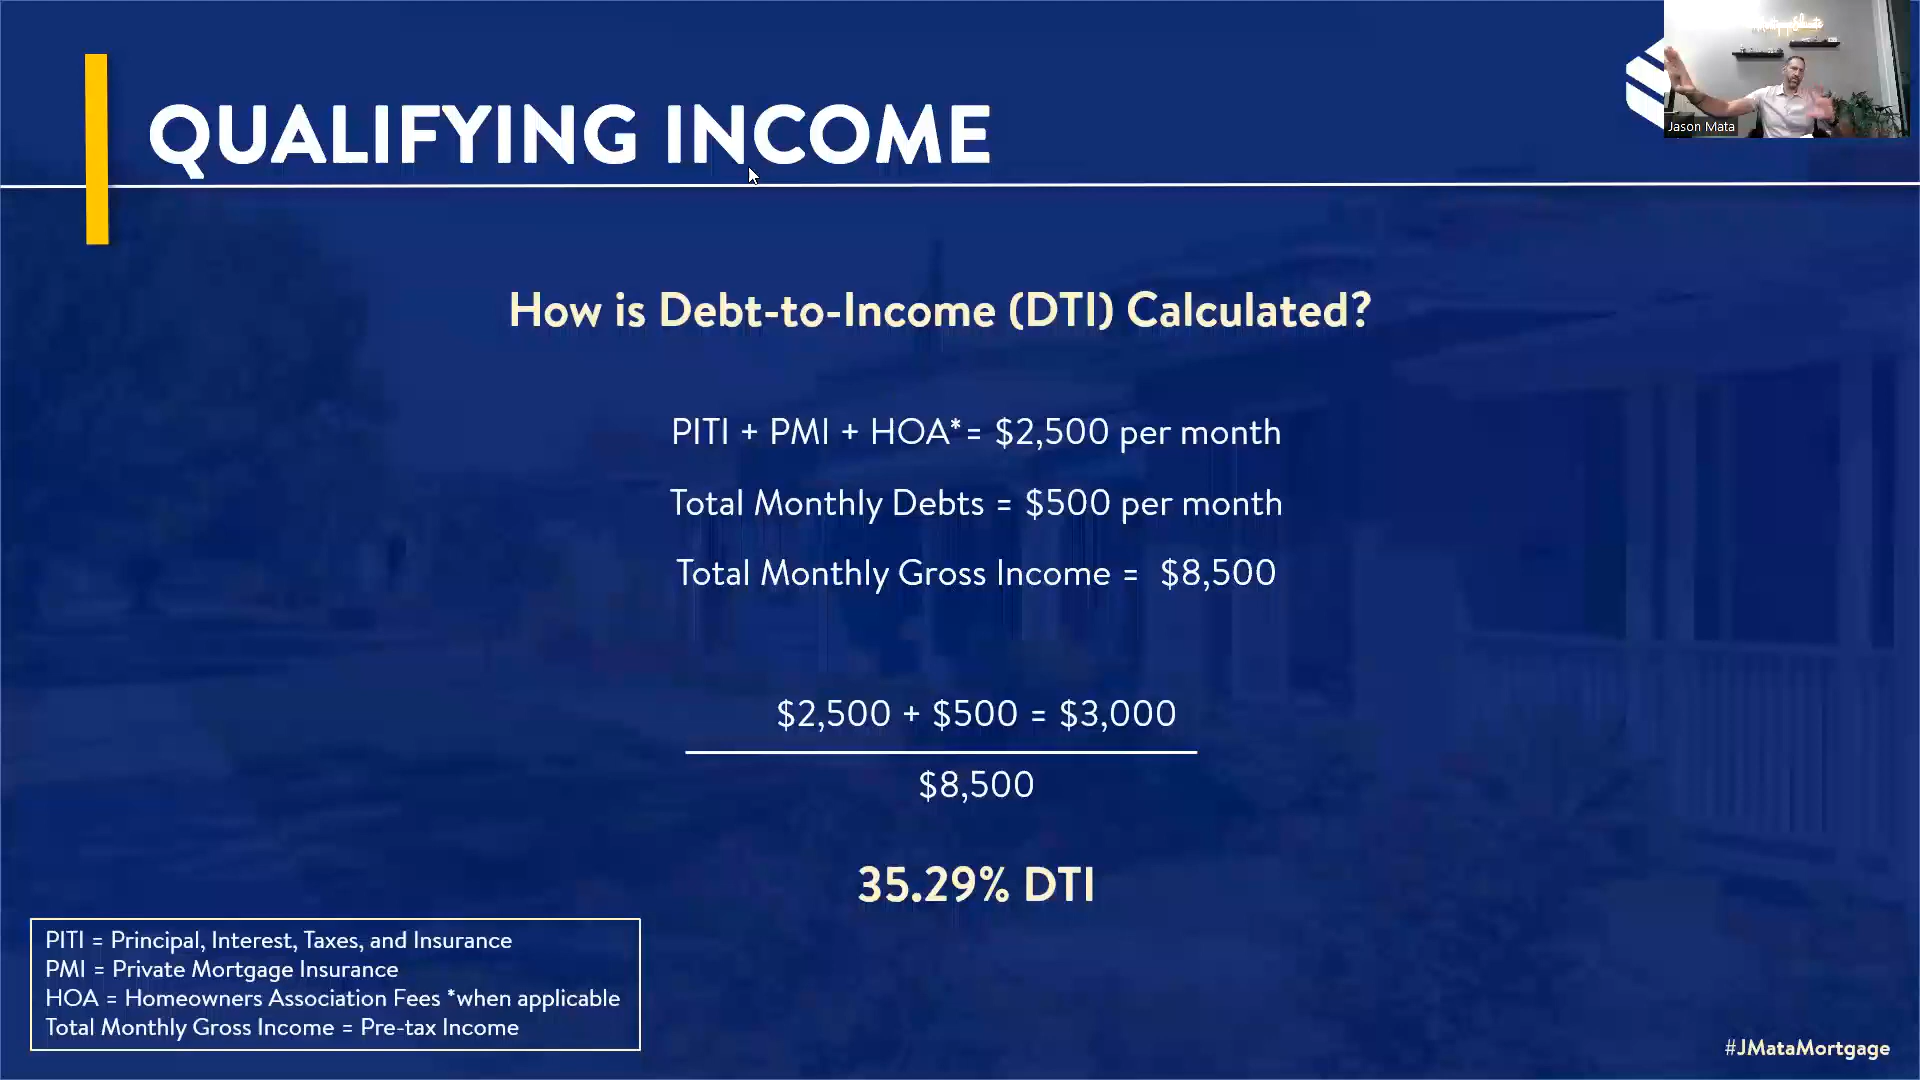 QUALIFYING INCOME
Jason Mata
How is Debt-to-Income (DTI) Calculated?
PITI + PMI + HOA* = $2,500 per month
Total Monthly Debts = $500 per month
Total Monthly Gross Income = $8,500
$2,500 + $500 = $3,000
$8,500
35.29% DTI
PITI = Principal, Interest, Taxes, and Insurance
PMI = Private Mortgage Insurance
HOA = Homeowners Association Fees *when applicable
Total Monthly Gross Income = Pre-tax Income
#JMataMortgage